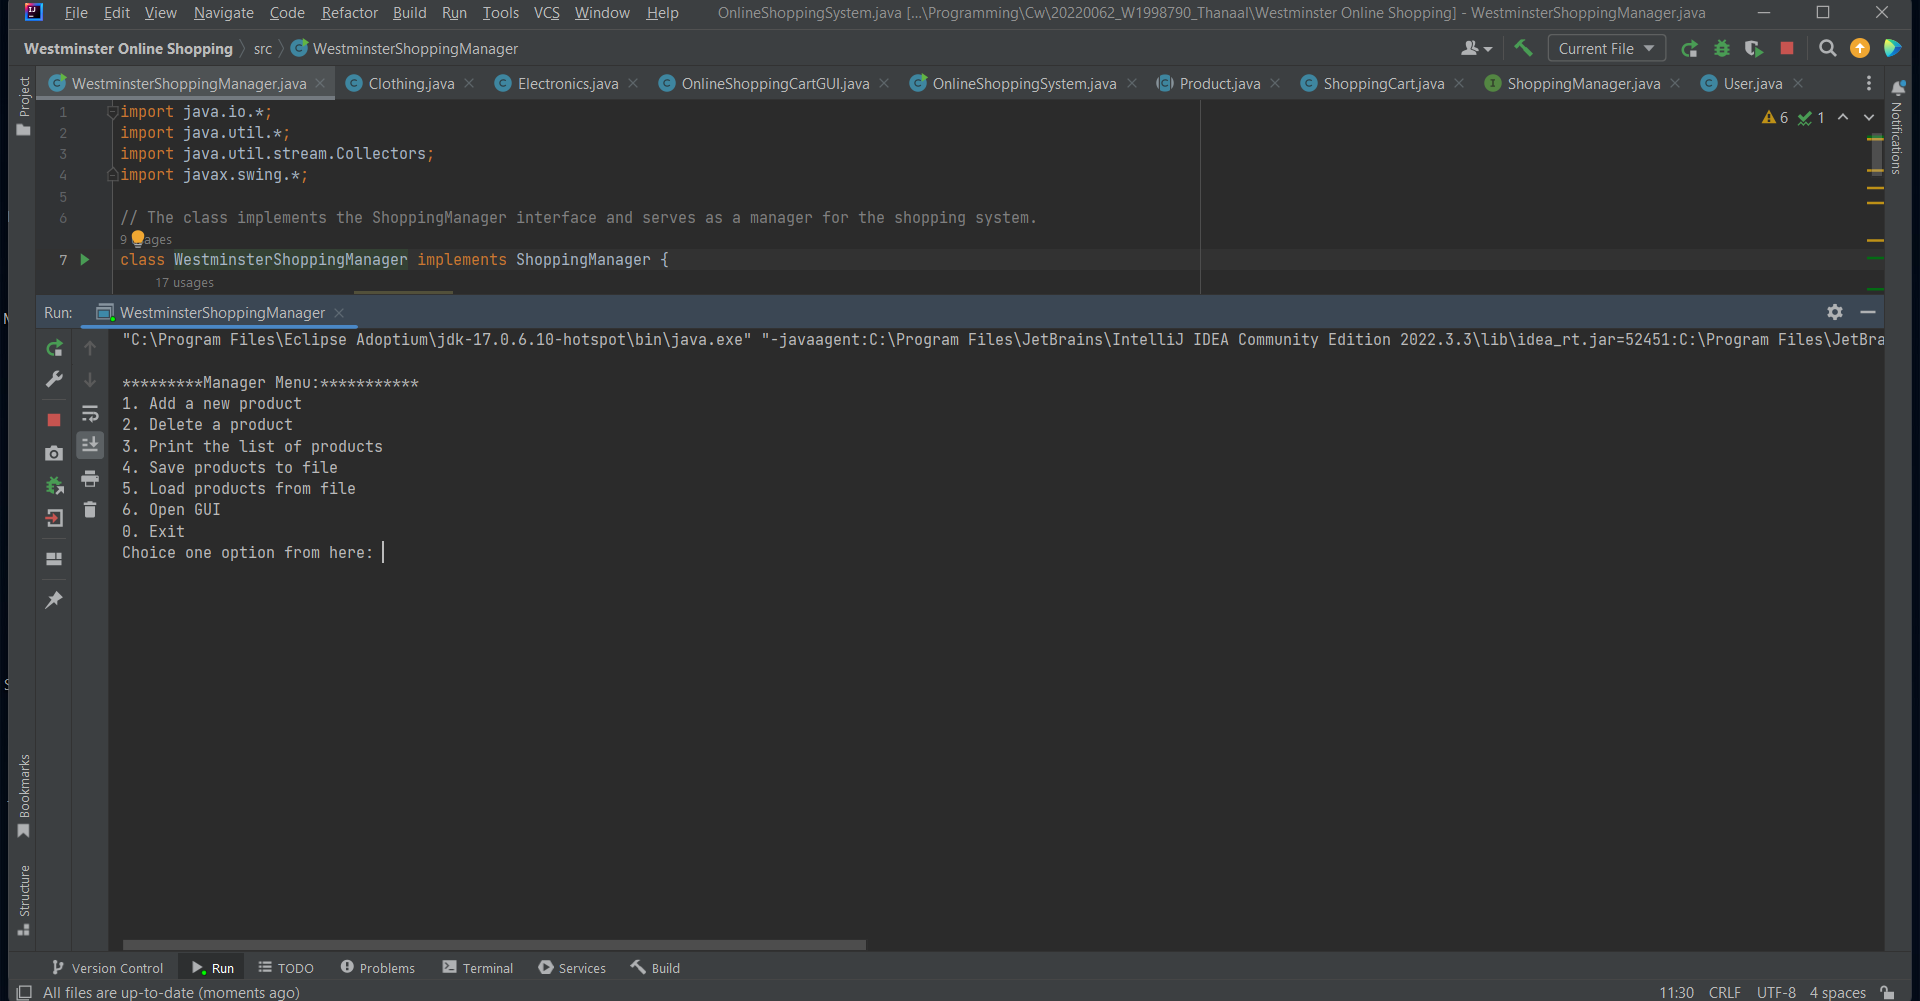 File Edit View Navigate Code Refactor Build Run Tools VCS Window Help OnlineShoppingSystem.java [...\Programming\Cw\20220062_W1998790_Thanaal\Westminster Online Shopping] - WestminsterShoppingManager.java
Westminster Online Shopping src WestminsterShoppingManager Current File
WestminsterShoppingManager.java Clothing.java Electronics.java OnlineShoppingCartGUI.java OnlineShoppingSystem.java Product.java ShoppingCart.java ShoppingManager.java User.java
Project
Notifications
6 1
1 import java.io.*;
2 import java.util.*;
3 import java.util.stream.Collectors;
4 import javax.swing.*;
5
6 // The class implements the ShoppingManager interface and serves as a manager for the shopping system.
9 usages
7 class WestminsterShoppingManager implements ShoppingManager {
17 usages
Run: WestminsterShoppingManager
"C:\Program Files\Eclipse Adoptium\jdk-17.0.6.10-hotspot\bin\java.exe" "-javaagent:C:\Program Files\JetBrains\IntelliJ IDEA Community Edition 2022.3.3\lib\idea_rt.jar=52451:C:\Program Files\JetBra
*********Manager Menu:***********
1. Add a new product
2. Delete a product
3. Print the list of products
4. Save products to file
5. Load products from file
6. Open GUI
0. Exit
Choice one option from here:
Bookmarks
Structure
Version Control Run TODO Problems Terminal Services Build
All files are up-to-date (moments ago) 11:30 CRLF UTF-8 4 spaces